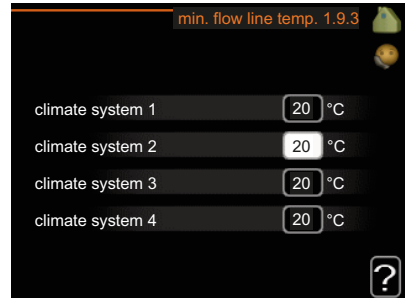 min. flow line temp. 1.9.3
climate system 1 20 °C
climate system 2 20 °C
climate system 3 20 °C
climate system 4 20 °C
?